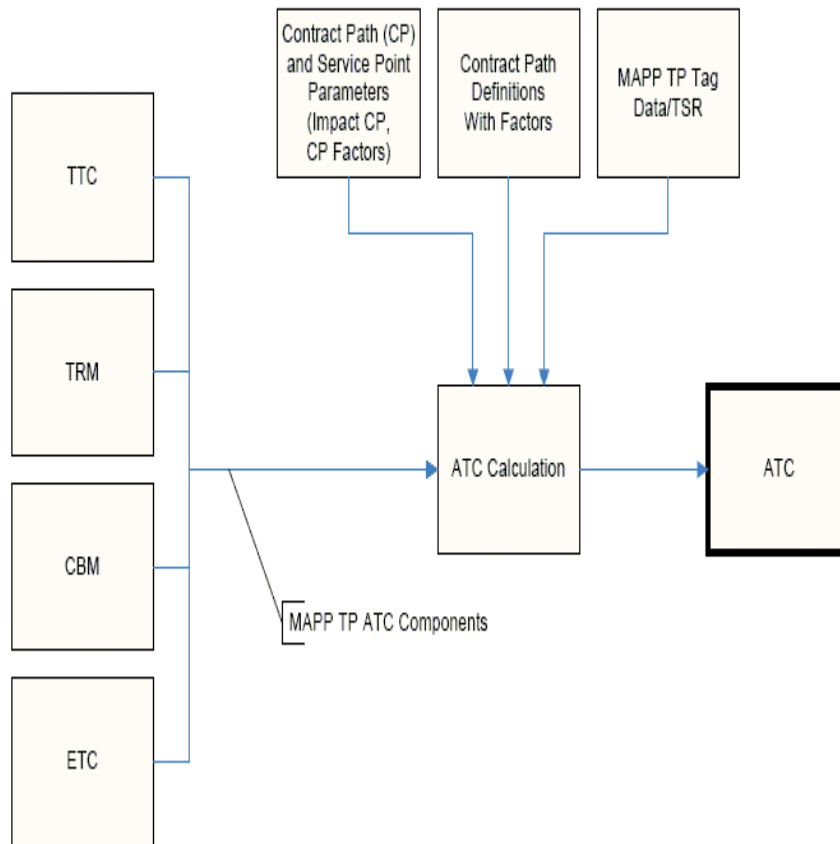 Contract Path (CP)
and Service Point
Parameters
(Impact CP,
CP Factors)
Contract Path
Definitions
With Factors
MAPP TP Tag
Data/TSR
TTC
TRM
CBM
ETC
ATC Calculation
ATC
MAPP TP ATC Components